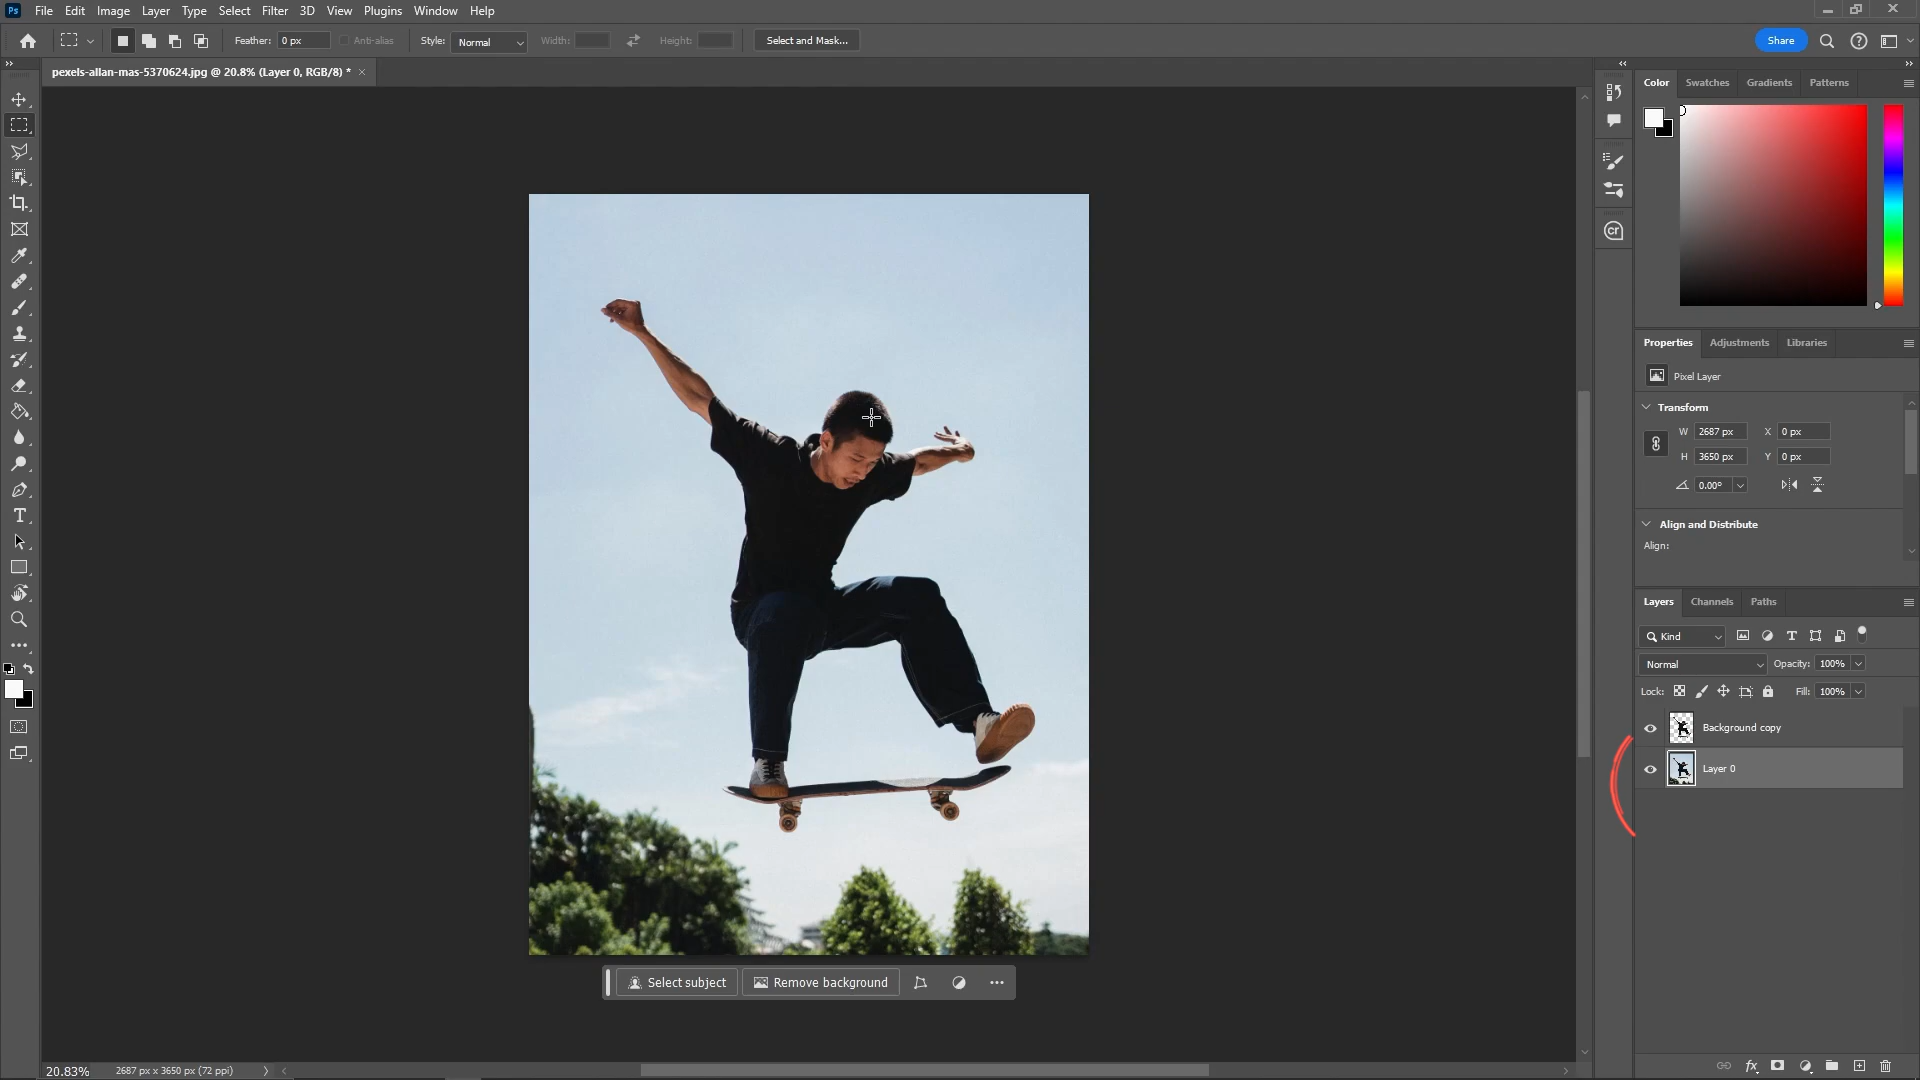 Ps File Edit Image Layer Type Select Filter 3D View Plugins Window Help
Feather: 0 px Anti-alias Style: Normal Width: Height: Select and Mask... Share
pexels-allan-mas-5370624.jpg @ 20.8% (Layer 0, RGB/8) * ×
Color Swatches Gradients Patterns
Properties Adjustments Libraries
Pixel Layer
Transform
W 2687 px X 0 px
H 3650 px Y 0 px
0.00°
Align and Distribute
Align:
Layers Channels Paths
Kind
Normal Opacity: 100%
Lock: Fill: 100%
Background copy
Layer 0
Select subject Remove background
20.83% 2687 px x 3650 px (72 ppi)
fx